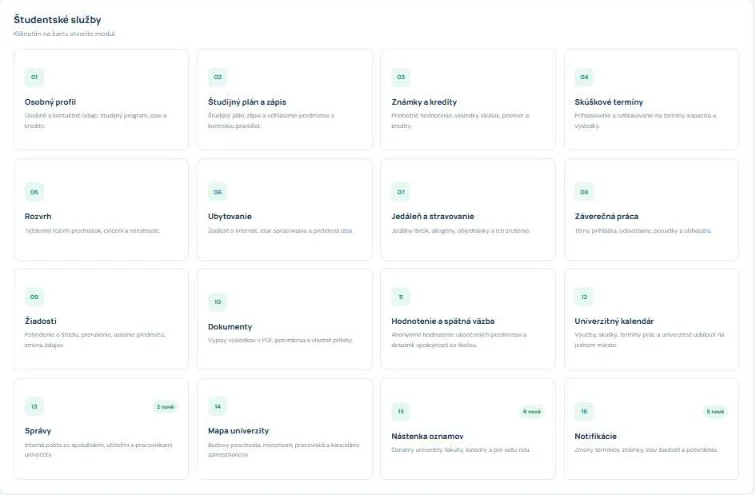 Študentské služby
Kliknutím na kartu otvoríte modul.
01
Osobný profil
Osobné a kontaktné údaje, študijný program, stav a
kredity.
02
Študijný plán a zápis
Študijný plán, zápis a odhlásenie predmetov s
kontrolou pravidiel.
03
Známky a kredity
Priebežné hodnotenie, výsledky skúšok, priemer a
kredity.
04
Skúškové termíny
Prihlasovanie a odhlasovanie na termíny, kapacita a
výsledky.
05
Rozvrh
Týždenný rozvrh prednášok, cvičení a miestností.
06
Ubytovanie
Žiadosť o internát, stav spracovania a pridelená izba.
07
Jedáleň a stravovanie
Jedálny lístok, alergény, objednávky a ich zrušenie.
08
Záverečná práca
Témy, prihláška, odovzdanie, posudky a obhajoba.
09
Žiadosti
Potvrdenie o štúdiu, prerušenie, uznanie predmetu,
zmena údajov.
10
Dokumenty
Výpisy výsledkov v PDF, potvrdenia a vlastné prílohy.
11
Hodnotenie a spätná väzba
Anonymné hodnotenie ukončených predmetov a
dotazník spokojnosti so školou.
12
Univerzitný kalendár
Výučba, skúšky, termíny prác a univerzitné udalosti na
jednom mieste.
13
2 nové
Správy
Interná pošta so spolužiakmi, učiteľmi a pracoviskami
univerzity.
14
Mapa univerzity
Budovy, poschodia, miestnosti, pracoviská a kancelárie
zamestnancov.
15
6 nové
Nástenka oznamov
Oznamy univerzity, fakulty, katedry a pre vašu rolu.
16
5 nové
Notifikácie
Zmeny termínov, známky, stav žiadostí a potvrdenia.